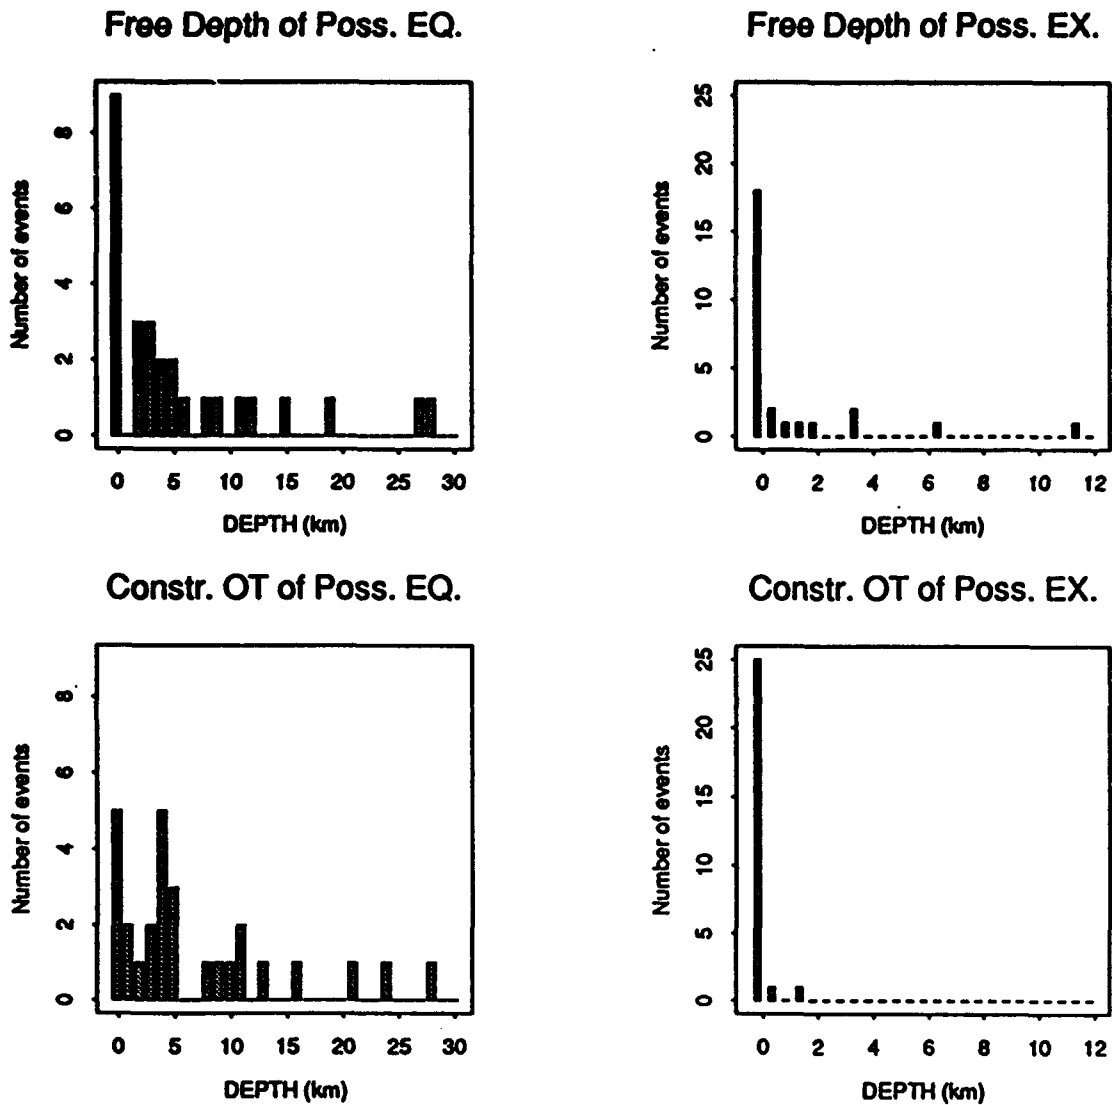 Free Depth of Poss. EQ.
Number of events
8
6
4
2
0
0 5 10 15 20 25 30
DEPTH (km)
Free Depth of Poss. EX.
Number of events
25
20
15
10
5
0
0 2 4 6 8 10 12
DEPTH (km)
Constr. OT of Poss. EQ.
Number of events
8
6
4
2
0
0 5 10 15 20 25 30
DEPTH (km)
Constr. OT of Poss. EX.
Number of events
25
20
15
10
5
0
0 2 4 6 8 10 12
DEPTH (km)